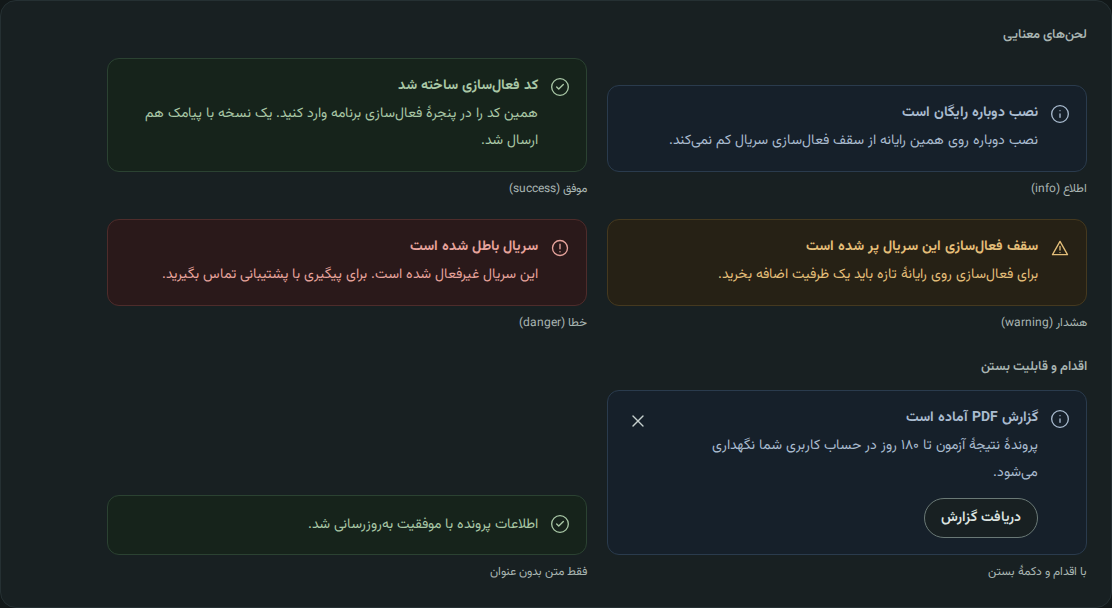 لحن‌های معنایی
نصب دوباره رایگان است
نصب دوباره روی همین رایانه از سقف فعال‌سازی سریال کم نمی‌کند.
اطلاع (info)
کد فعال‌سازی ساخته شد
همین کد را در پنجرهٔ فعال‌سازی برنامه وارد کنید. یک نسخه با پیامک هم
ارسال شد.
موفق (success)
سقف فعال‌سازی این سریال پر شده است
برای فعال‌سازی روی رایانهٔ تازه باید یک ظرفیت اضافه بخرید.
هشدار (warning)
سریال باطل شده است
این سریال غیرفعال شده است. برای پیگیری با پشتیبانی تماس بگیرید.
خطا (danger)
اقدام و قابلیت بستن
گزارش PDF آماده است
پروندهٔ نتیجهٔ آزمون تا ۱۸۰ روز در حساب کاربری شما نگهداری
می‌شود.
دریافت گزارش
با اقدام و دکمهٔ بستن
اطلاعات پرونده با موفقیت به‌روزرسانی شد.
فقط متن بدون عنوان